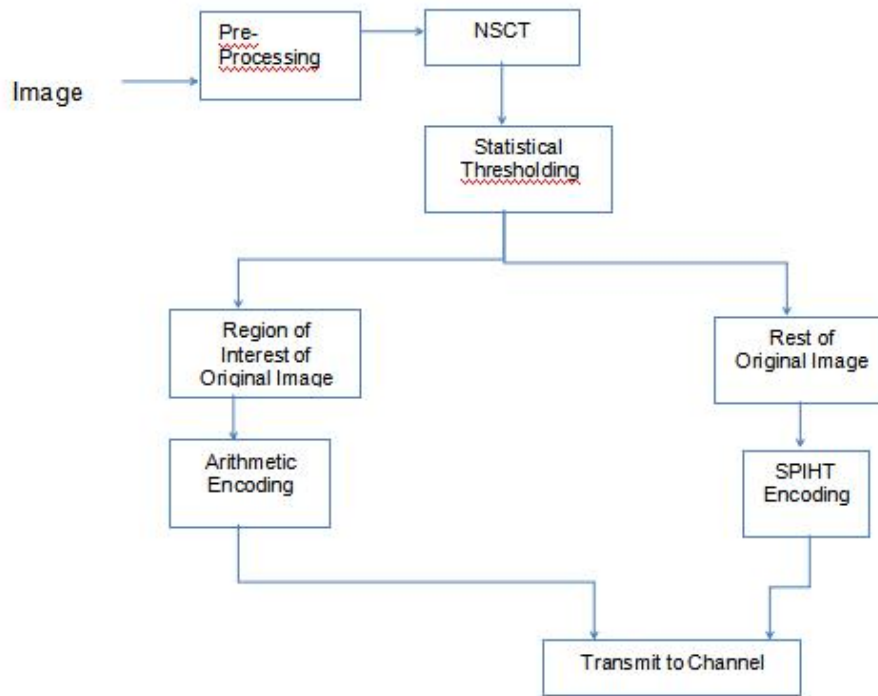 Pre-
Processing
NSCT
Image
Statistical
Thresholding
Region of
Interest of
Original Image
Rest of
Original Image
Arithmetic
Encoding
SPIHT
Encoding
Transmit to Channel